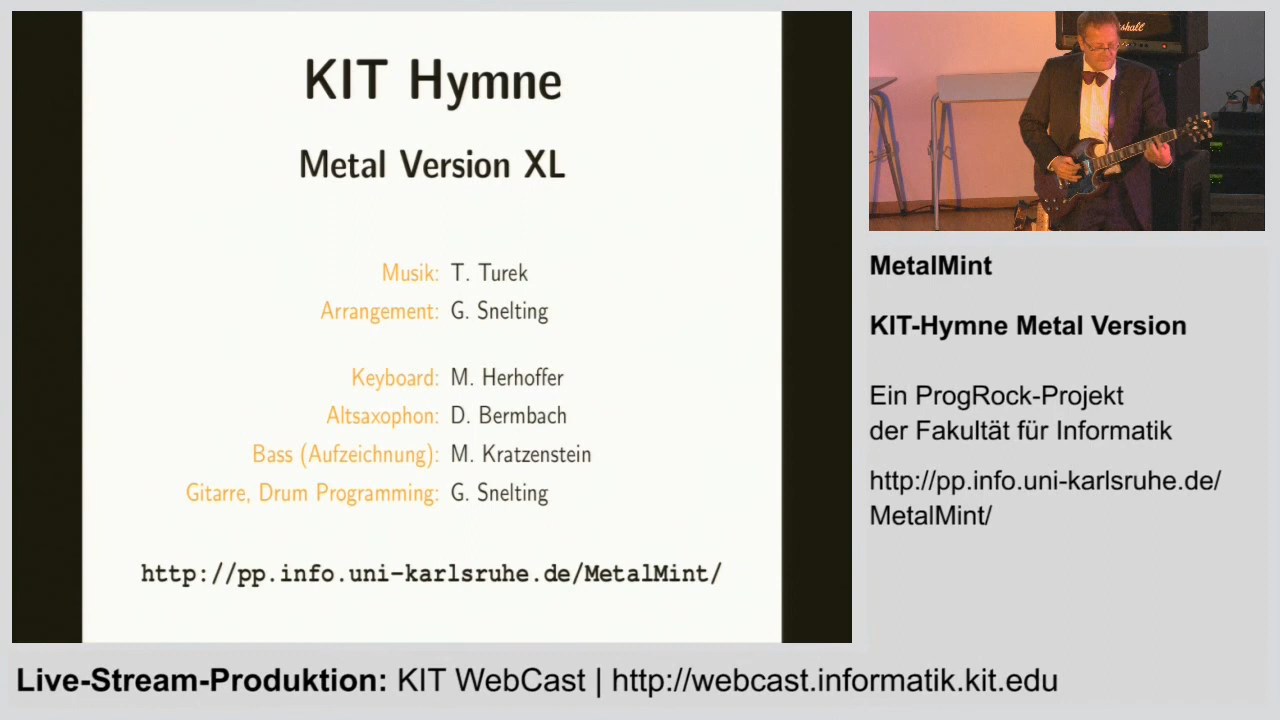 KIT Hymne
Metal Version XL
Musik: T. Turek
Arrangement: G. Snelting
Keyboard: M. Herhoffer
Altsaxophon: D. Bermbach
Bass (Aufzeichnung): M. Kratzenstein
Gitarre, Drum Programming: G. Snelting
http://pp.info.uni-karlsruhe.de/MetalMint/
MetalMint
KIT-Hymne Metal Version
Ein ProgRock-Projekt
der Fakultät für Informatik
http://pp.info.uni-karlsruhe.de/
MetalMint/
Live-Stream-Produktion: KIT WebCast | http://webcast.informatik.kit.edu